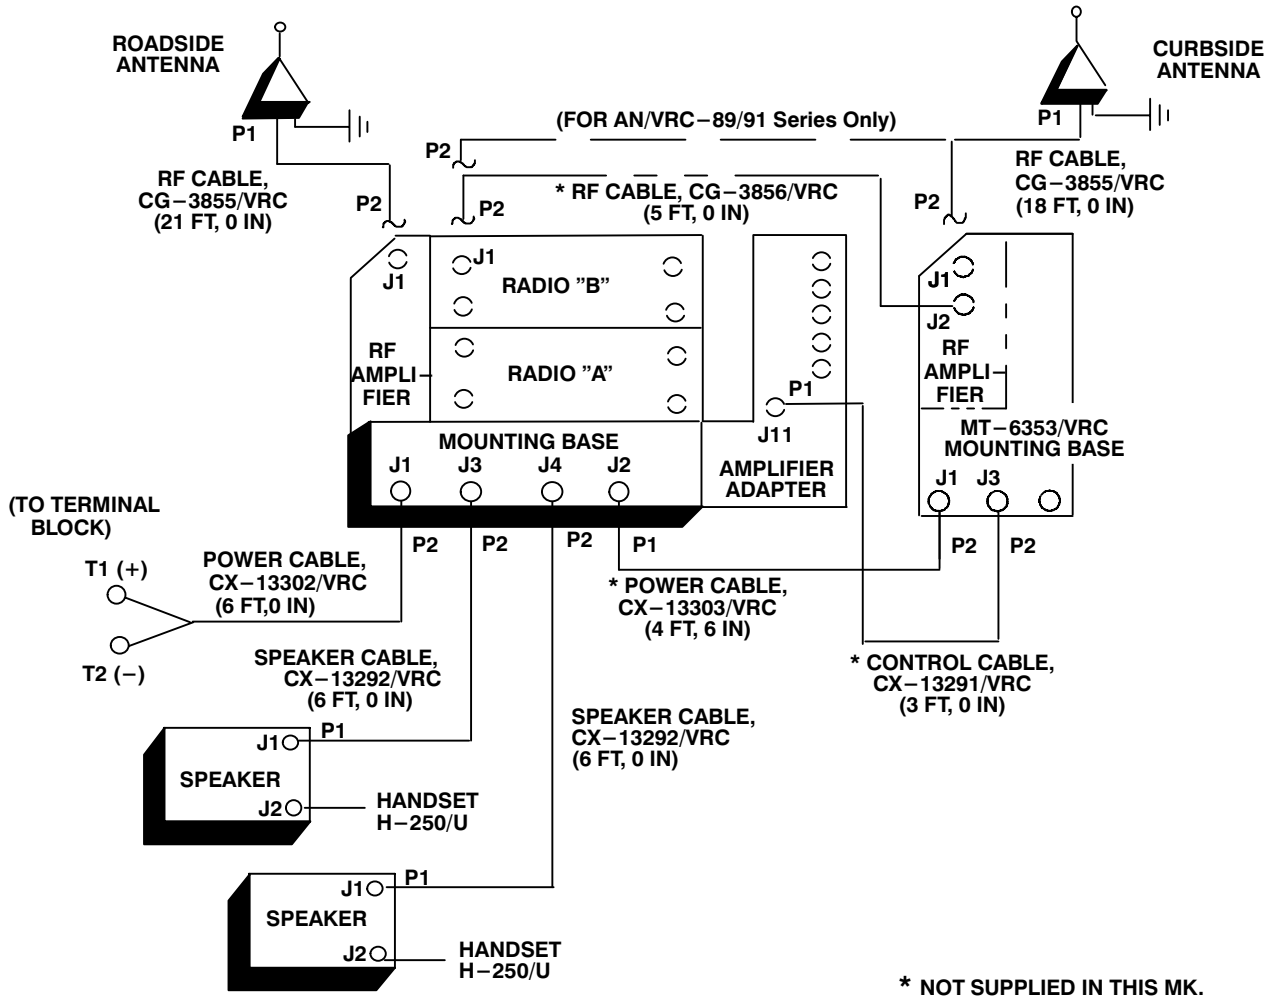 ROADSIDE
ANTENNA
P1
RF CABLE,
CG-3855/VRC
(21 FT, 0 IN)
P2
(FOR AN/VRC-89/91 Series Only)
P2
P2
* RF CABLE, CG-3856/VRC
(5 FT, 0 IN)
CURBSIDE
ANTENNA
P1
RF CABLE,
CG-3855/VRC
(18 FT, 0 IN)
P2
J1
J1
RADIO "B"
RADIO "A"
RF
AMPLI-
FIER
MOUNTING BASE
J1 J3 J4 J2
P1
J11
AMPLIFIER
ADAPTER
J1
J2
RF
AMPLI-
FIER
MT-6353/VRC
MOUNTING BASE
J1 J3
(TO TERMINAL
BLOCK)
T1 (+)
T2 (-)
P2 P2 P2 P1
P2 P2
POWER CABLE,
CX-13302/VRC
(6 FT,0 IN)
* POWER CABLE,
CX-13303/VRC
(4 FT, 6 IN)
SPEAKER CABLE,
CX-13292/VRC
(6 FT, 0 IN)
* CONTROL CABLE,
CX-13291/VRC
(3 FT, 0 IN)
SPEAKER CABLE,
CX-13292/VRC
(6 FT, 0 IN)
J1 P1
SPEAKER
J2
HANDSET
H-250/U
J1 P1
SPEAKER
J2
HANDSET
H-250/U
* NOT SUPPLIED IN THIS MK.